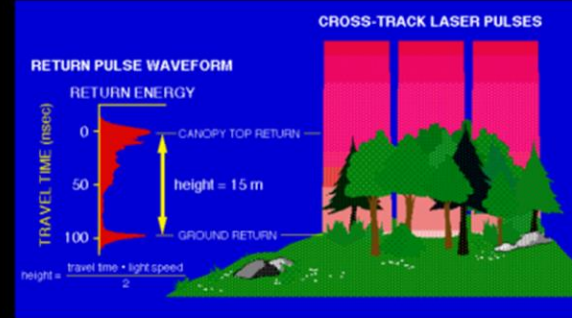 CROSS-TRACK LASER PULSES
RETURN PULSE WAVEFORM
RETURN ENERGY
TRAVEL TIME (nsec)
0
CANOPY TOP RETURN
50
height = 15 m
100
GROUND RETURN
height = travel time • light speed
2